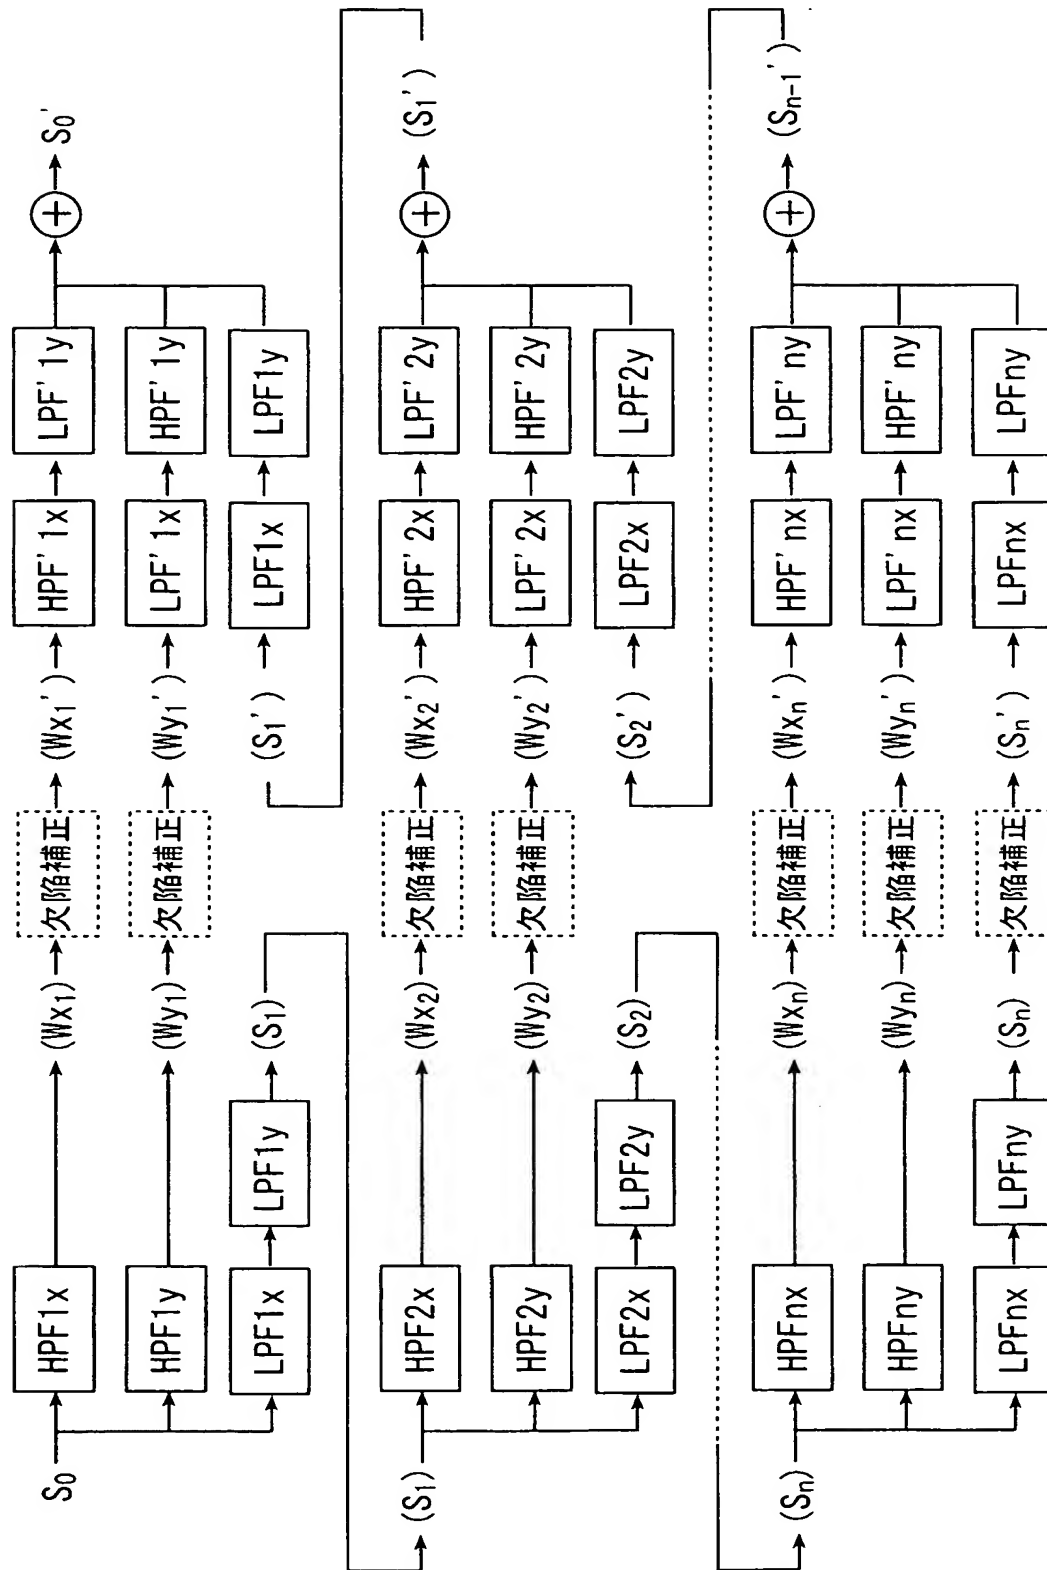 S0 HPF1x (Wx1) 欠陥補正 (Wx1') HPF'1x LPF'1y + S0'
HPF1y (Wy1) 欠陥補正 (Wy1') LPF'1x HPF'1y
LPF1x LPF1y (S1) (S1') LPF1x LPF1y
(S1) HPF2x (Wx2) 欠陥補正 (Wx2') HPF'2x LPF'2y + (S1')
HPF2y (Wy2) 欠陥補正 (Wy2') LPF'2x HPF'2y
LPF2x LPF2y (S2) (S2') LPF2x LPF2y
(Sn) HPFnx (Wxn) 欠陥補正 (Wxn') HPF'nx LPF'ny + (Sn-1')
HPFny (Wyn) 欠陥補正 (Wyn') LPF'nx HPF'ny
LPFnx LPFny (Sn) 欠陥補正 (Sn') LPFnx LPFny